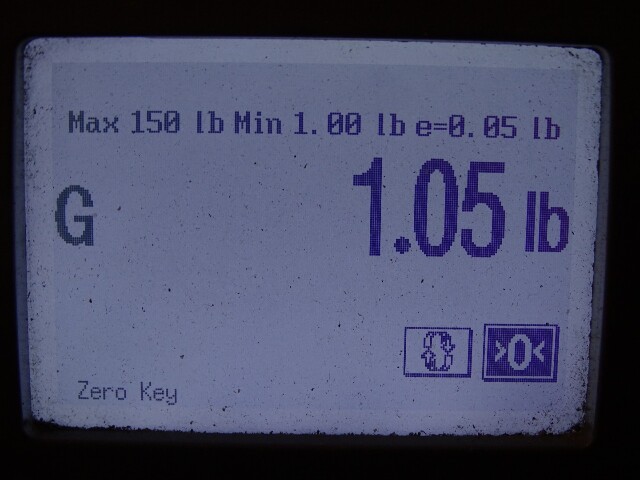 Max 150 lb Min 1.00 lb e=0.05 lb
G 1.05 lb
>0<
Zero Key